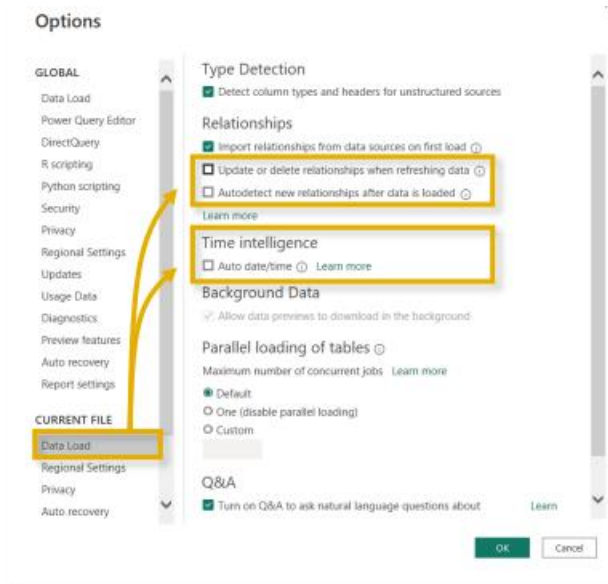 Options
GLOBAL
Data Load
Power Query Editor
DirectQuery
R scripting
Python scripting
Security
Privacy
Regional Settings
Updates
Usage Data
Diagnostics
Preview features
Auto recovery
Report settings
CURRENT FILE
Data Load
Regional Settings
Privacy
Auto recovery
Type Detection
Detect column types and headers for unstructured sources
Relationships
Import relationships from data sources on first load
Update or delete relationships when refreshing data
Autodetect new relationships after data is loaded
Learn more
Time intelligence
Auto date/time Learn more
Background Data
Allow data previews to download in the background
Parallel loading of tables
Maximum number of concurrent jobs Learn more
Default
One (disable parallel loading)
Custom
Q&A
Turn on Q&A to ask natural language questions about Learn
OK Cancel